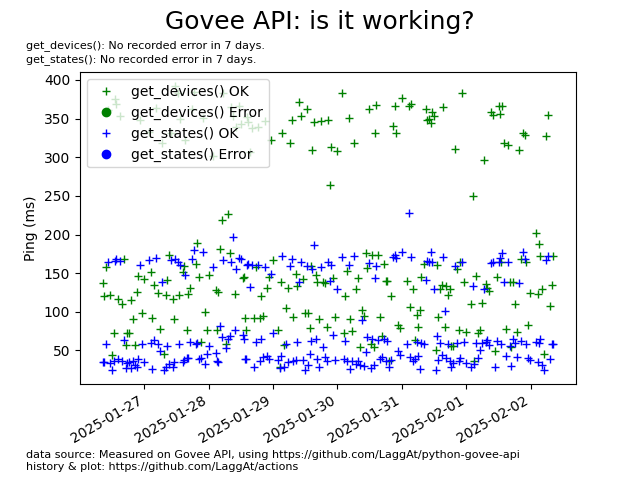 Govee API: is it working?
get_devices(): No recorded error in 7 days.
get_states(): No recorded error in 7 days.
400
350
300
250
200
150
100
50
Ping (ms)
get_devices() OK
get_devices() Error
get_states() OK
get_states() Error
2025-01-27
2025-01-28
2025-01-29
2025-01-30
2025-01-31
2025-02-01
2025-02-02
data source: Measured on Govee API, using https://github.com/LaggAt/python-govee-api
history & plot: https://github.com/LaggAt/actions